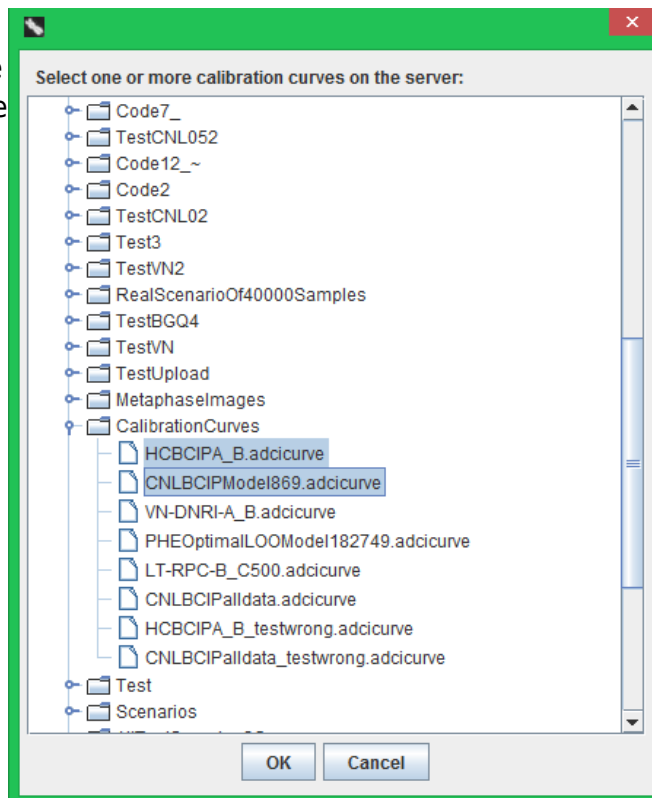 e
Select one or more calibration curves on the server:
e
Code7_
TestCNL052
Code12_~
Code2
TestCNL02
Test3
TestVN2
RealScenarioOf40000Samples
TestBGQ4
TestVN
TestUpload
MetaphaseImages
CalibrationCurves
HCBCIPA_B.adcicurve
CNLBCIPModel869.adcicurve
VN-DNRI-A_B.adcicurve
PHEOptimalLOOModel182749.adcicurve
LT-RPC-B_C500.adcicurve
CNLBCIPalldata.adcicurve
HCBCIPA_B_testwrong.adcicurve
CNLBCIPalldata_testwrong.adcicurve
Test
Scenarios
OK Cancel